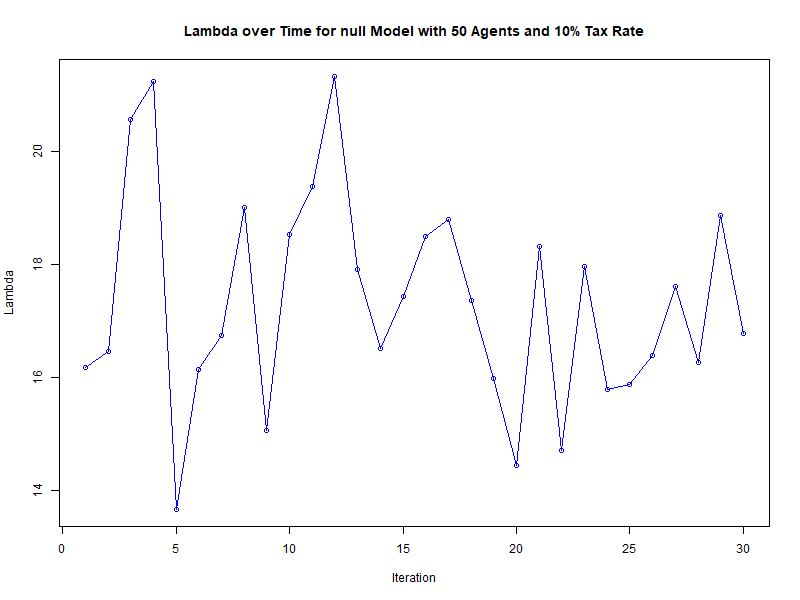 Lambda over Time for null Model with 50 Agents and 10% Tax Rate
20
18
16
14
Lambda
0 5 10 15 20 25 30
Iteration